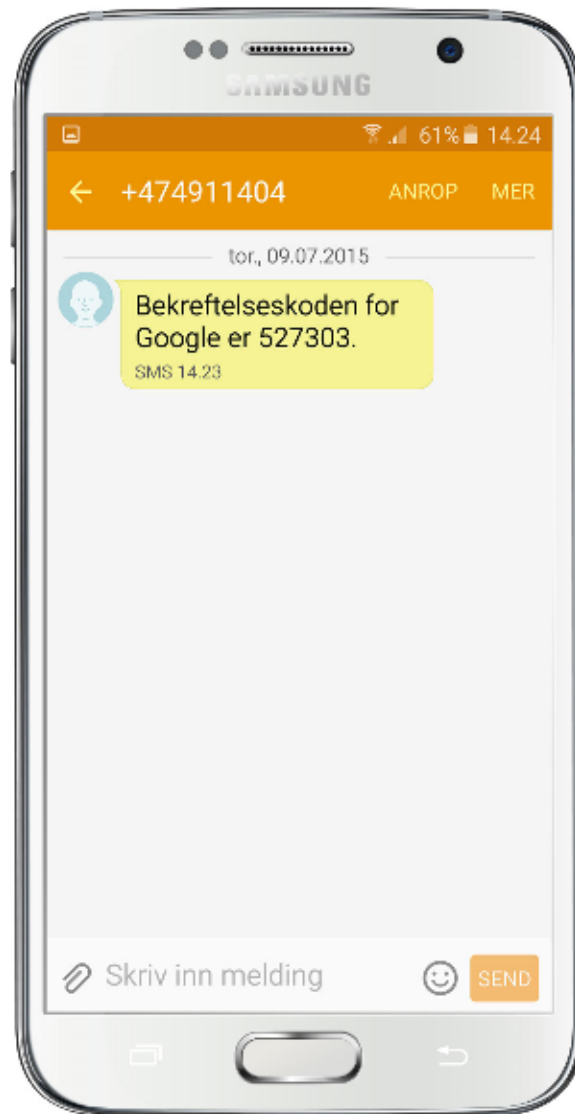 SAMSUNG
61% 14.24
+474911404 ANROP MER
tor., 09.07.2015
Bekreftelseskoden for
Google er 527303.
SMS 14.23
Skriv inn melding SEND